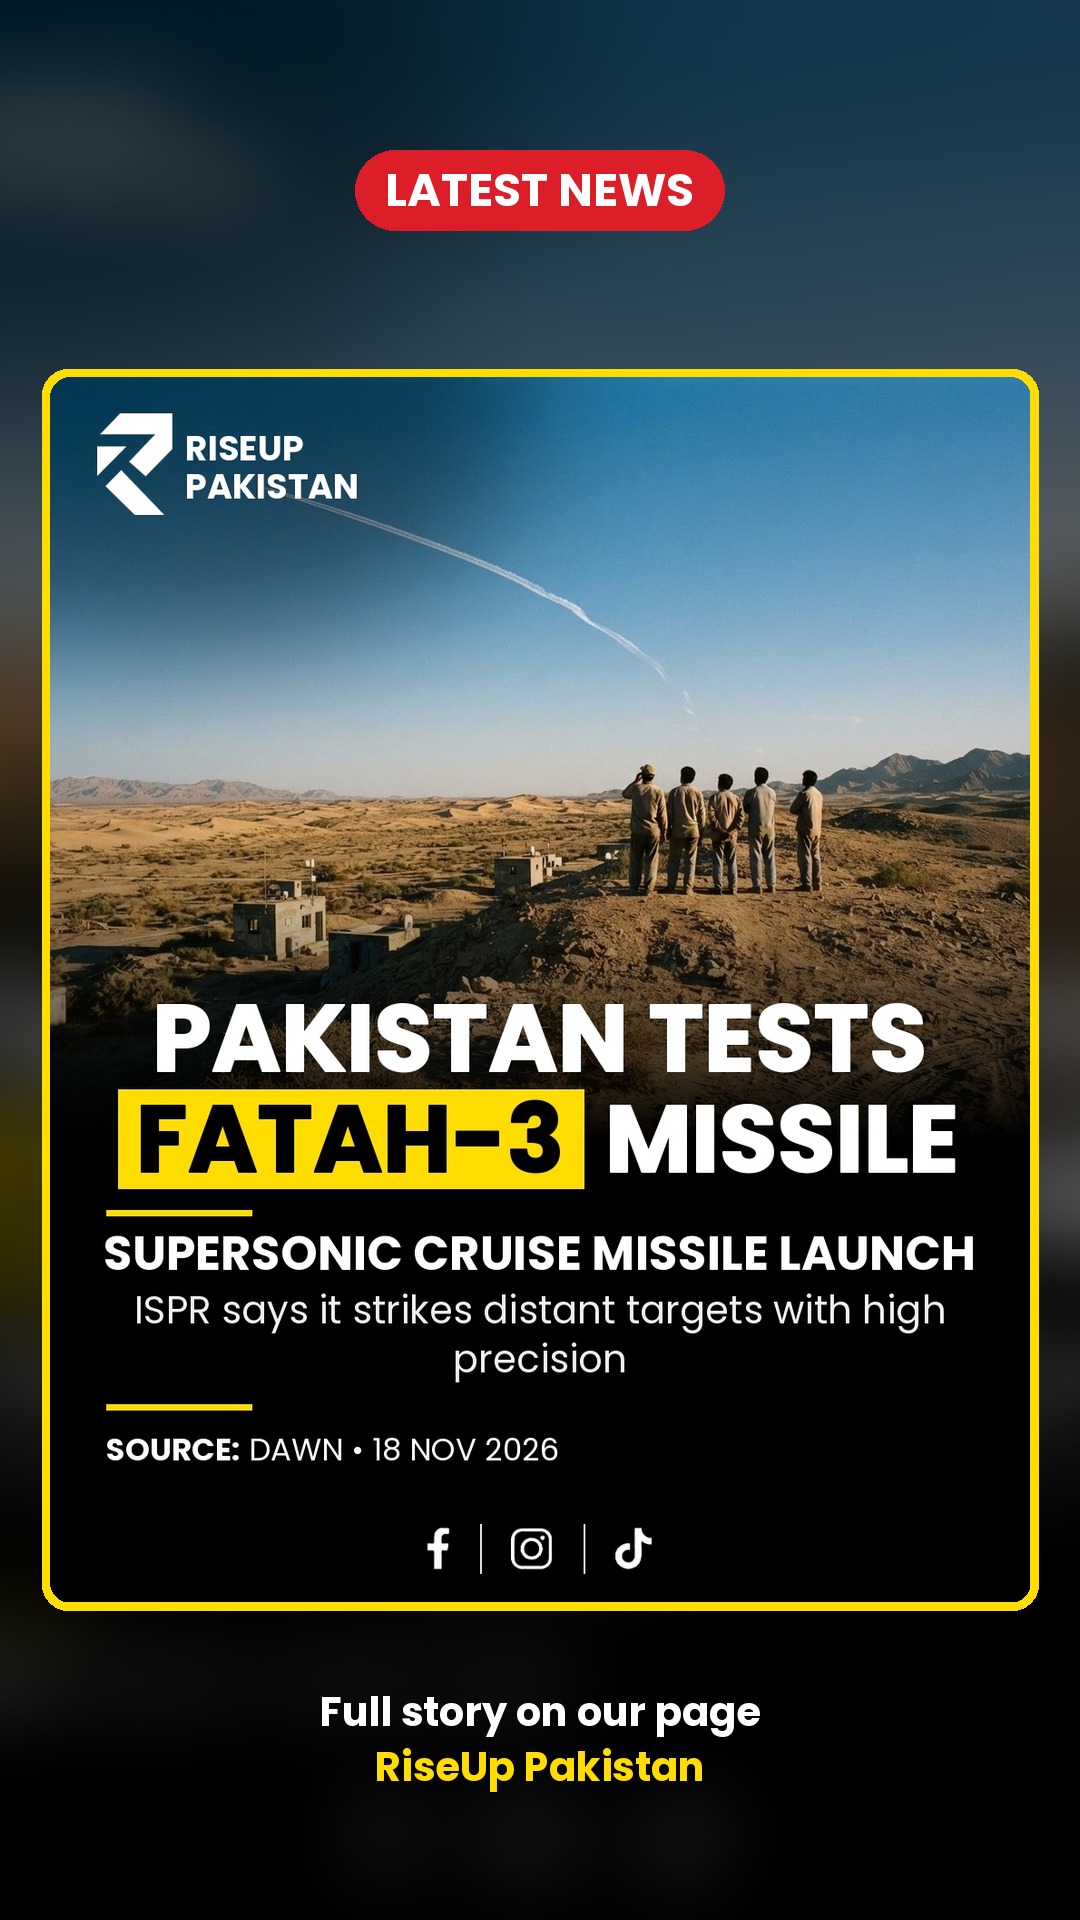 LATEST NEWS
RISEUP
PAKISTAN
PAKISTAN TESTS
FATAH-3 MISSILE
SUPERSONIC CRUISE MISSILE LAUNCH
ISPR says it strikes distant targets with high
precision
SOURCE: DAWN • 18 NOV 2026
Full story on our page
RiseUp Pakistan